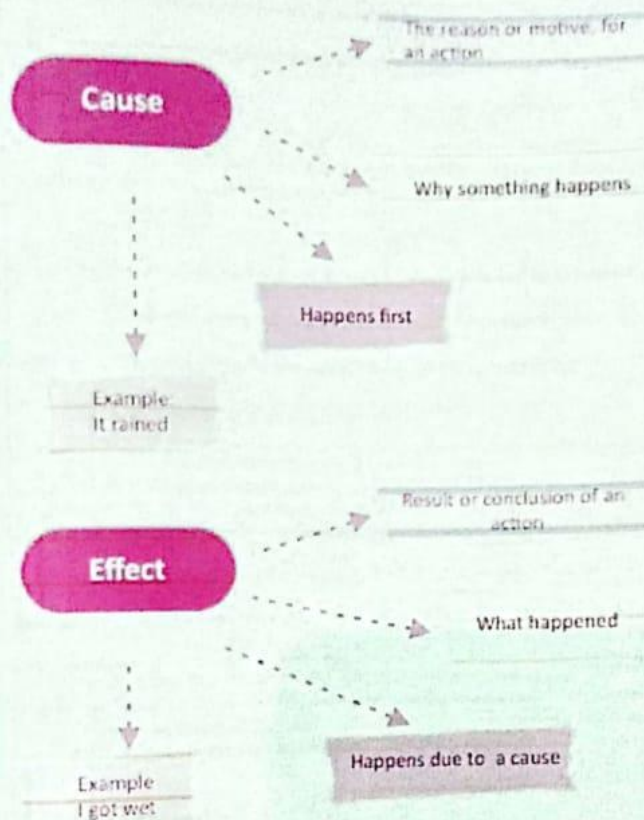 The reason or motive, for
an action
Cause
Why something happens
Happens first
Example:
It rained
Result or conclusion of an
action
Effect
What happened
Happens due to a cause
Example
I got wet